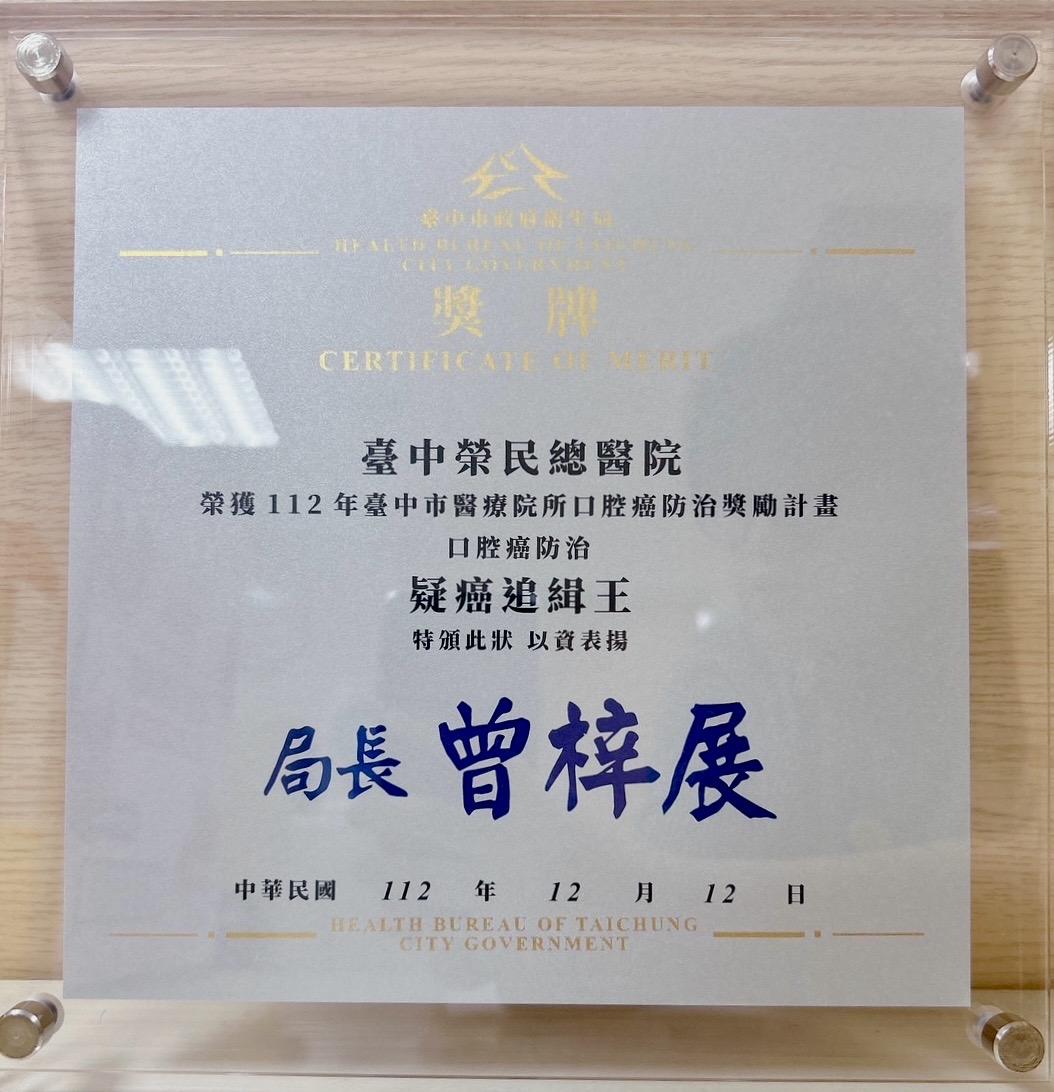 臺中市政府衛生局
HEALTH BUREAU OF TAICHUNG
CITY GOVERNMENT
獎 牌
CERTIFICATE OF MERIT
臺中榮民總醫院
榮獲112年臺中市醫療院所口腔癌防治獎勵計畫
口腔癌防治
疑癌追緝王
特頒此狀 以資表揚
局長 曾梓展
中華民國 112 年 12 月 12 日
HEALTH BUREAU OF TAICHUNG
CITY GOVERNMENT